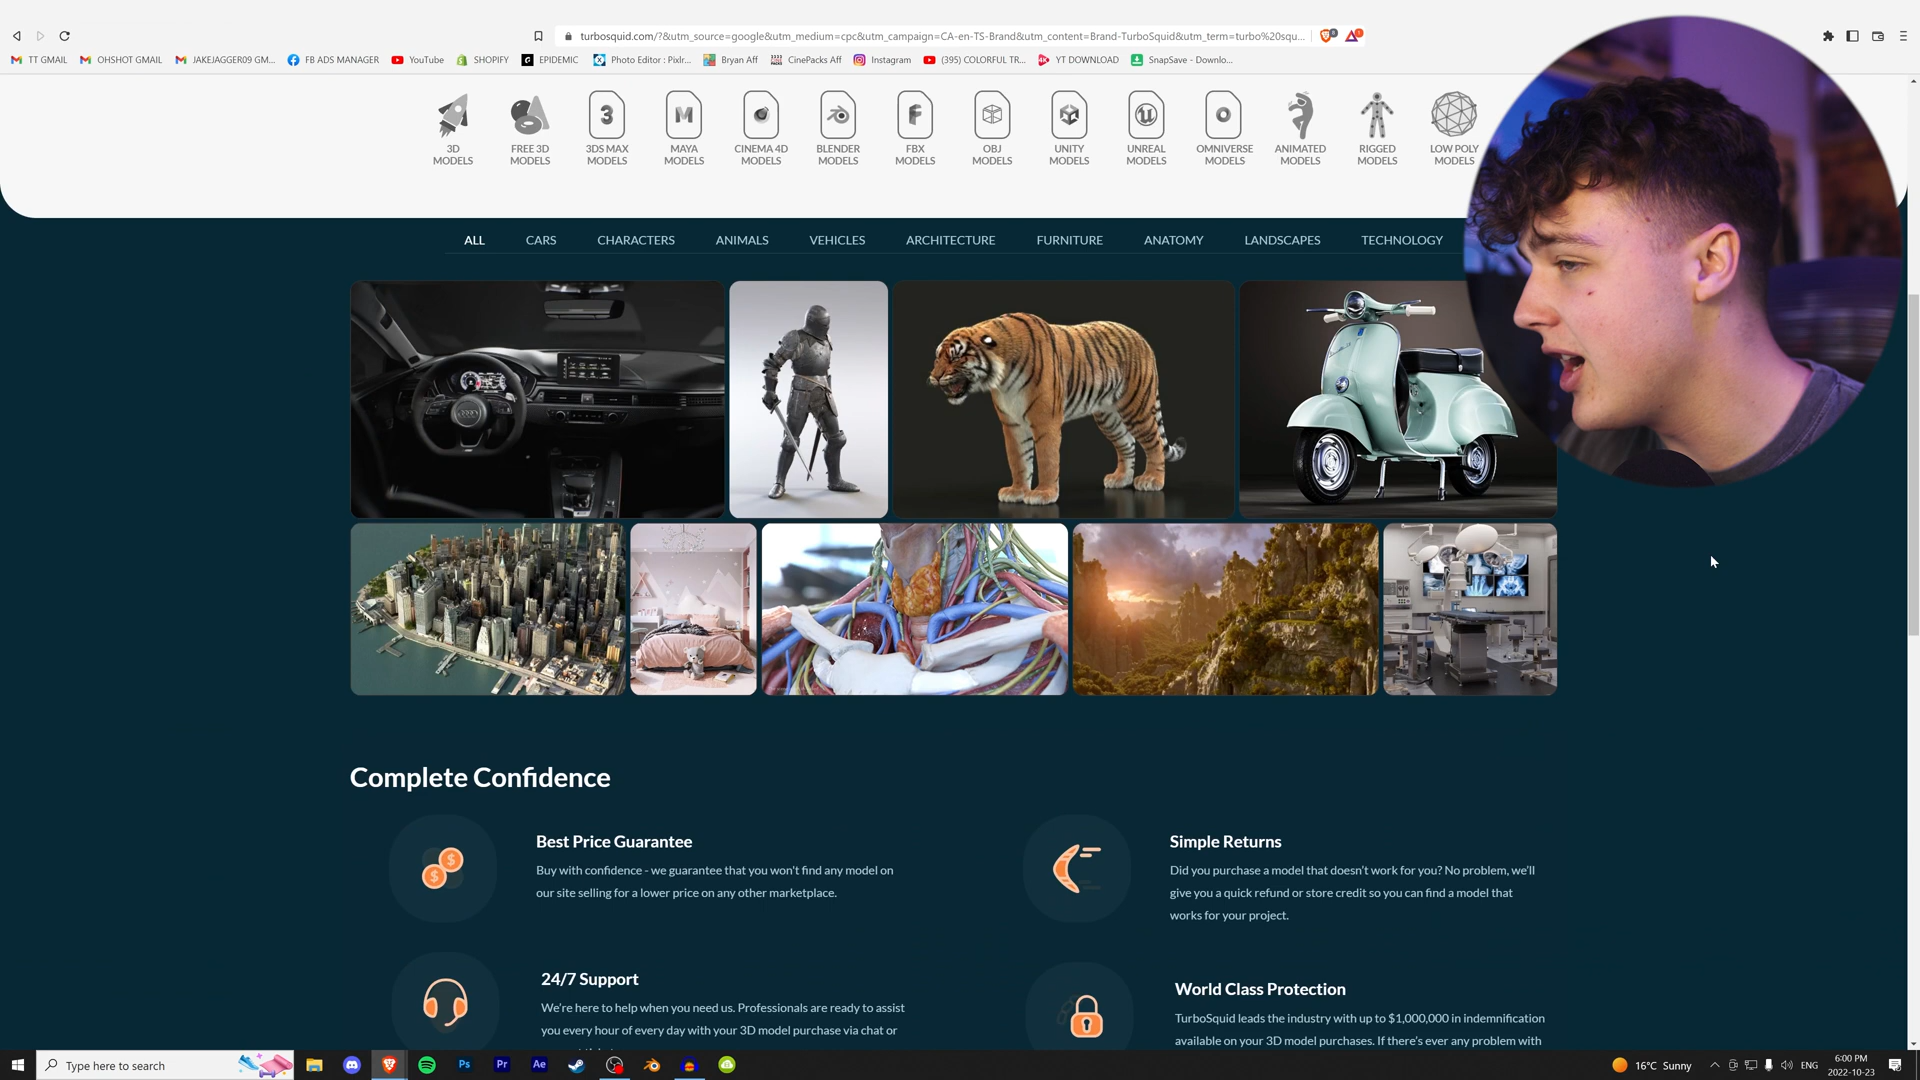 turbosquid.com/?&utm_source=google&utm_medium=cpc&utm_campaign=CA-en-TS-Brand&utm_content=Brand-TurboSquid&utm_term=turbo%20squ...
TT GMAIL OHSHOT GMAIL JAKEJAGGER09 GM... FB ADS MANAGER YouTube SHOPIFY EPIDEMIC Photo Editor : Pixlr... Bryan Aff CinePacks Aff Instagram (395) COLORFUL TR... YT DOWNLOAD SnapSave - Downlo...
3D MODELS
FREE 3D MODELS
3DS MAX MODELS
MAYA MODELS
CINEMA 4D MODELS
BLENDER MODELS
FBX MODELS
OBJ MODELS
UNITY MODELS
UNREAL MODELS
OMNIVERSE MODELS
ANIMATED MODELS
RIGGED MODELS
LOW POLY MODELS
ALL CARS CHARACTERS ANIMALS VEHICLES ARCHITECTURE FURNITURE ANATOMY LANDSCAPES TECHNOLOGY
Complete Confidence
Best Price Guarantee
Buy with confidence - we guarantee that you won't find any model on
our site selling for a lower price on any other marketplace.
Simple Returns
Did you purchase a model that doesn't work for you? No problem, we'll
give you a quick refund or store credit so you can find a model that
works for your project.
24/7 Support
We're here to help when you need us. Professionals are ready to assist
you every hour of every day with your 3D model purchase via chat or
World Class Protection
TurboSquid leads the industry with up to $1,000,000 in indemnification
available on your 3D model purchases. If there's ever any problem with
Type here to search
Ps Pr Ae
16°C Sunny
ENG
6:00 PM
2022-10-23